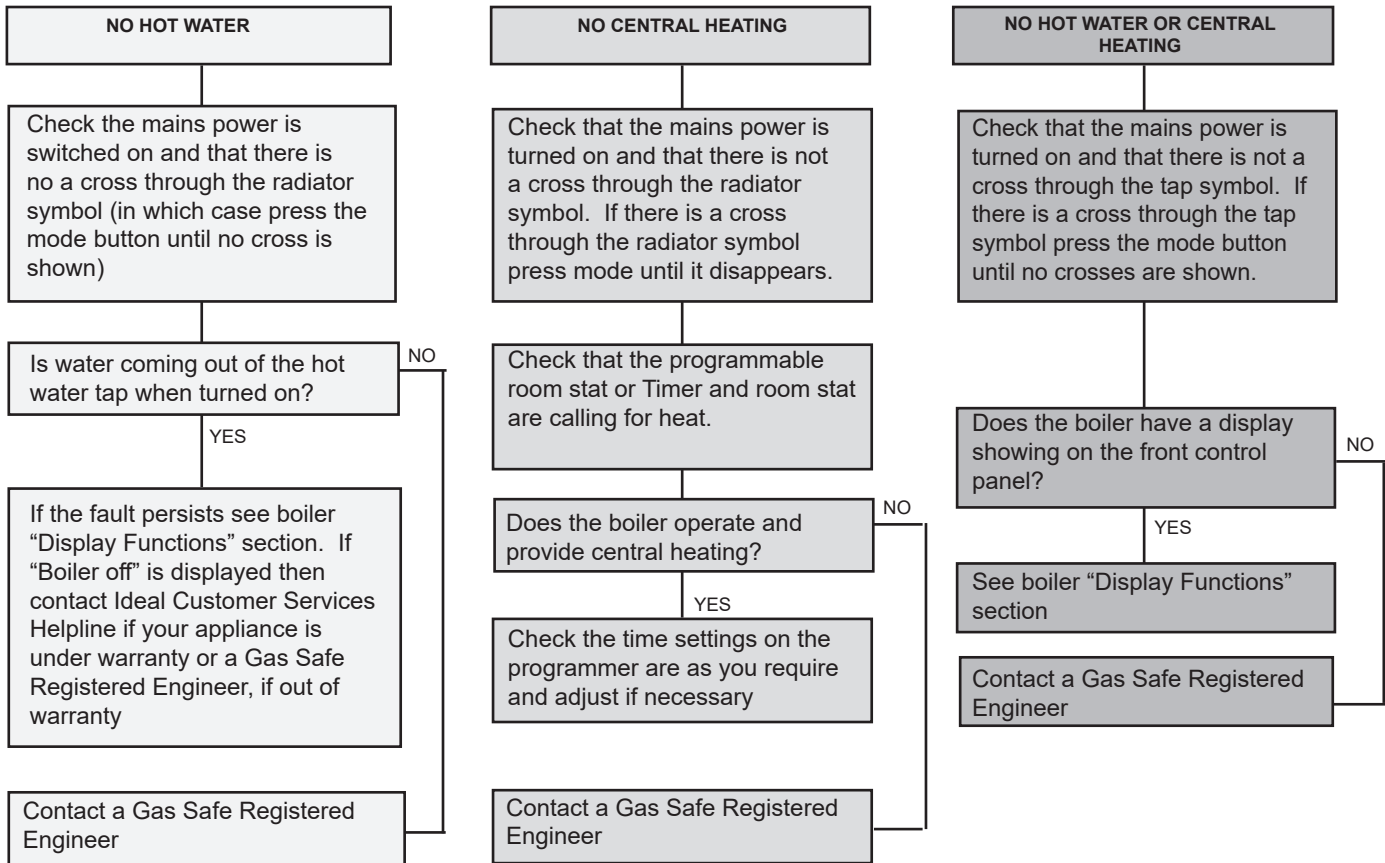 NO HOT WATER
Check the mains power is
switched on and that there is
no a cross through the radiator
symbol (in which case press the
mode button until no cross is
shown)
Is water coming out of the hot
water tap when turned on?
NO
YES
If the fault persists see boiler
“Display Functions” section.  If
“Boiler off” is displayed then
contact Ideal Customer Services
Helpline if your appliance is
under warranty or a Gas Safe
Registered Engineer, if out of
warranty
Contact a Gas Safe Registered
Engineer
NO CENTRAL HEATING
Check that the mains power is
turned on and that there is not
a cross through the radiator
symbol.  If there is a cross
through the radiator symbol
press mode until it disappears.
Check that the programmable
room stat or Timer and room stat
are calling for heat.
Does the boiler operate and
provide central heating?
NO
YES
Check the time settings on the
programmer are as you require
and adjust if necessary
Contact a Gas Safe Registered
Engineer
NO HOT WATER OR CENTRAL
HEATING
Check that the mains power is
turned on and that there is not a
cross through the tap symbol.  If
there is a cross through the tap
symbol press the mode button
until no crosses are shown.
Does the boiler have a display
showing on the front control
panel?
NO
YES
See boiler “Display Functions”
section
Contact a Gas Safe Registered
Engineer